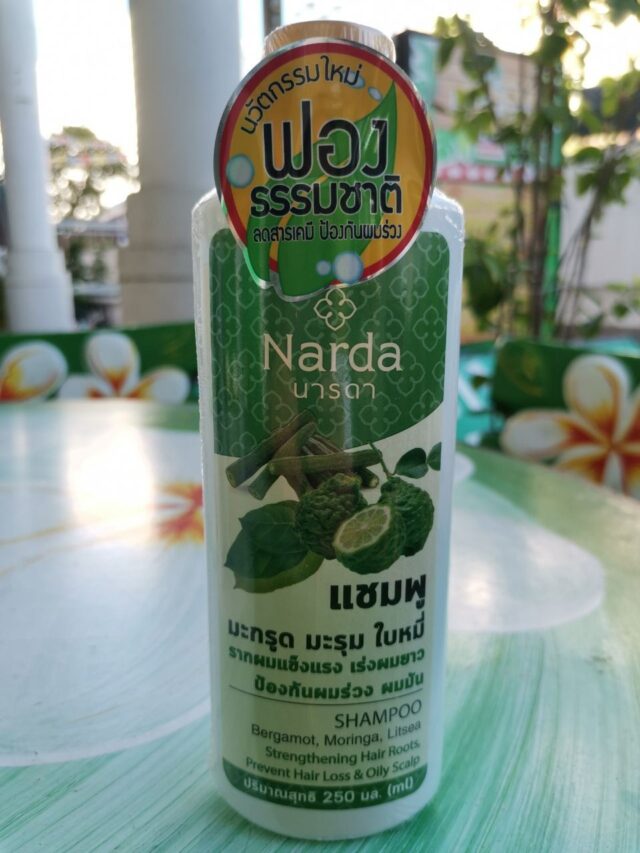 นวัตกรรมใหม่
ฟอง
ธรรมชาติ
ลดสารเคมี ป้องกันผมร่วง
Narda
นารดา
แชมพู
มะกรูด มะรุม ใบหมี่
รากผมแข็งแรง เร่งผมยาว
ป้องกันผมร่วง ผมมัน
SHAMPOO
Bergamot, Moringa, Litsea
Strengthening Hair Roots,
Prevent Hair Loss & Oily Scalp
ปริมาณสุทธิ 250 มล. (ml)